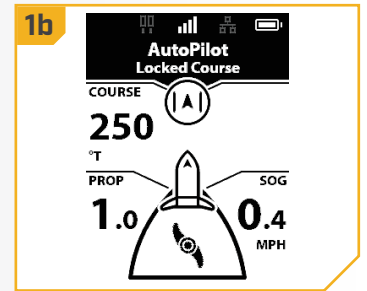 1b
AutoPilot
Locked Course
COURSE
250
°T
PROP
SOG
1.0
0.4
MPH